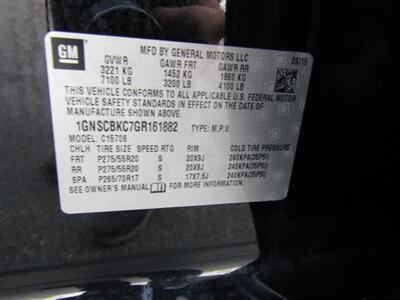 GM
MFD BY GENERAL MOTORS LLC 09/15
GVWR GAWR FRT GAWR RR
3221 KG 1452 KG 1860 KG
7100 LB 3200 LB 4100 LB
THIS VEHICLE CONFORMS TO ALL APPLICABLE U.S. FEDERAL MOTOR
VEHICLE SAFETY STANDARDS IN EFFECT ON THE DATE OF
MANUFACTURE SHOWN ABOVE.
1GNSCBKC7GR161882 TYPE: M.P.V.
MODEL: C15706
CHLH TIRE SIZE SPEED RTG RIM COLD TIRE PRESSURE
FRT P275/55R20 S 20X9J 240KPA(35PSI)
RR P275/55R20 S 20X9J 240KPA(35PSI)
SPA P265/70R17 S 17X7.5J 240KPA(35PSI)
SEE OWNER'S MANUAL FOR MORE INFORMATION.